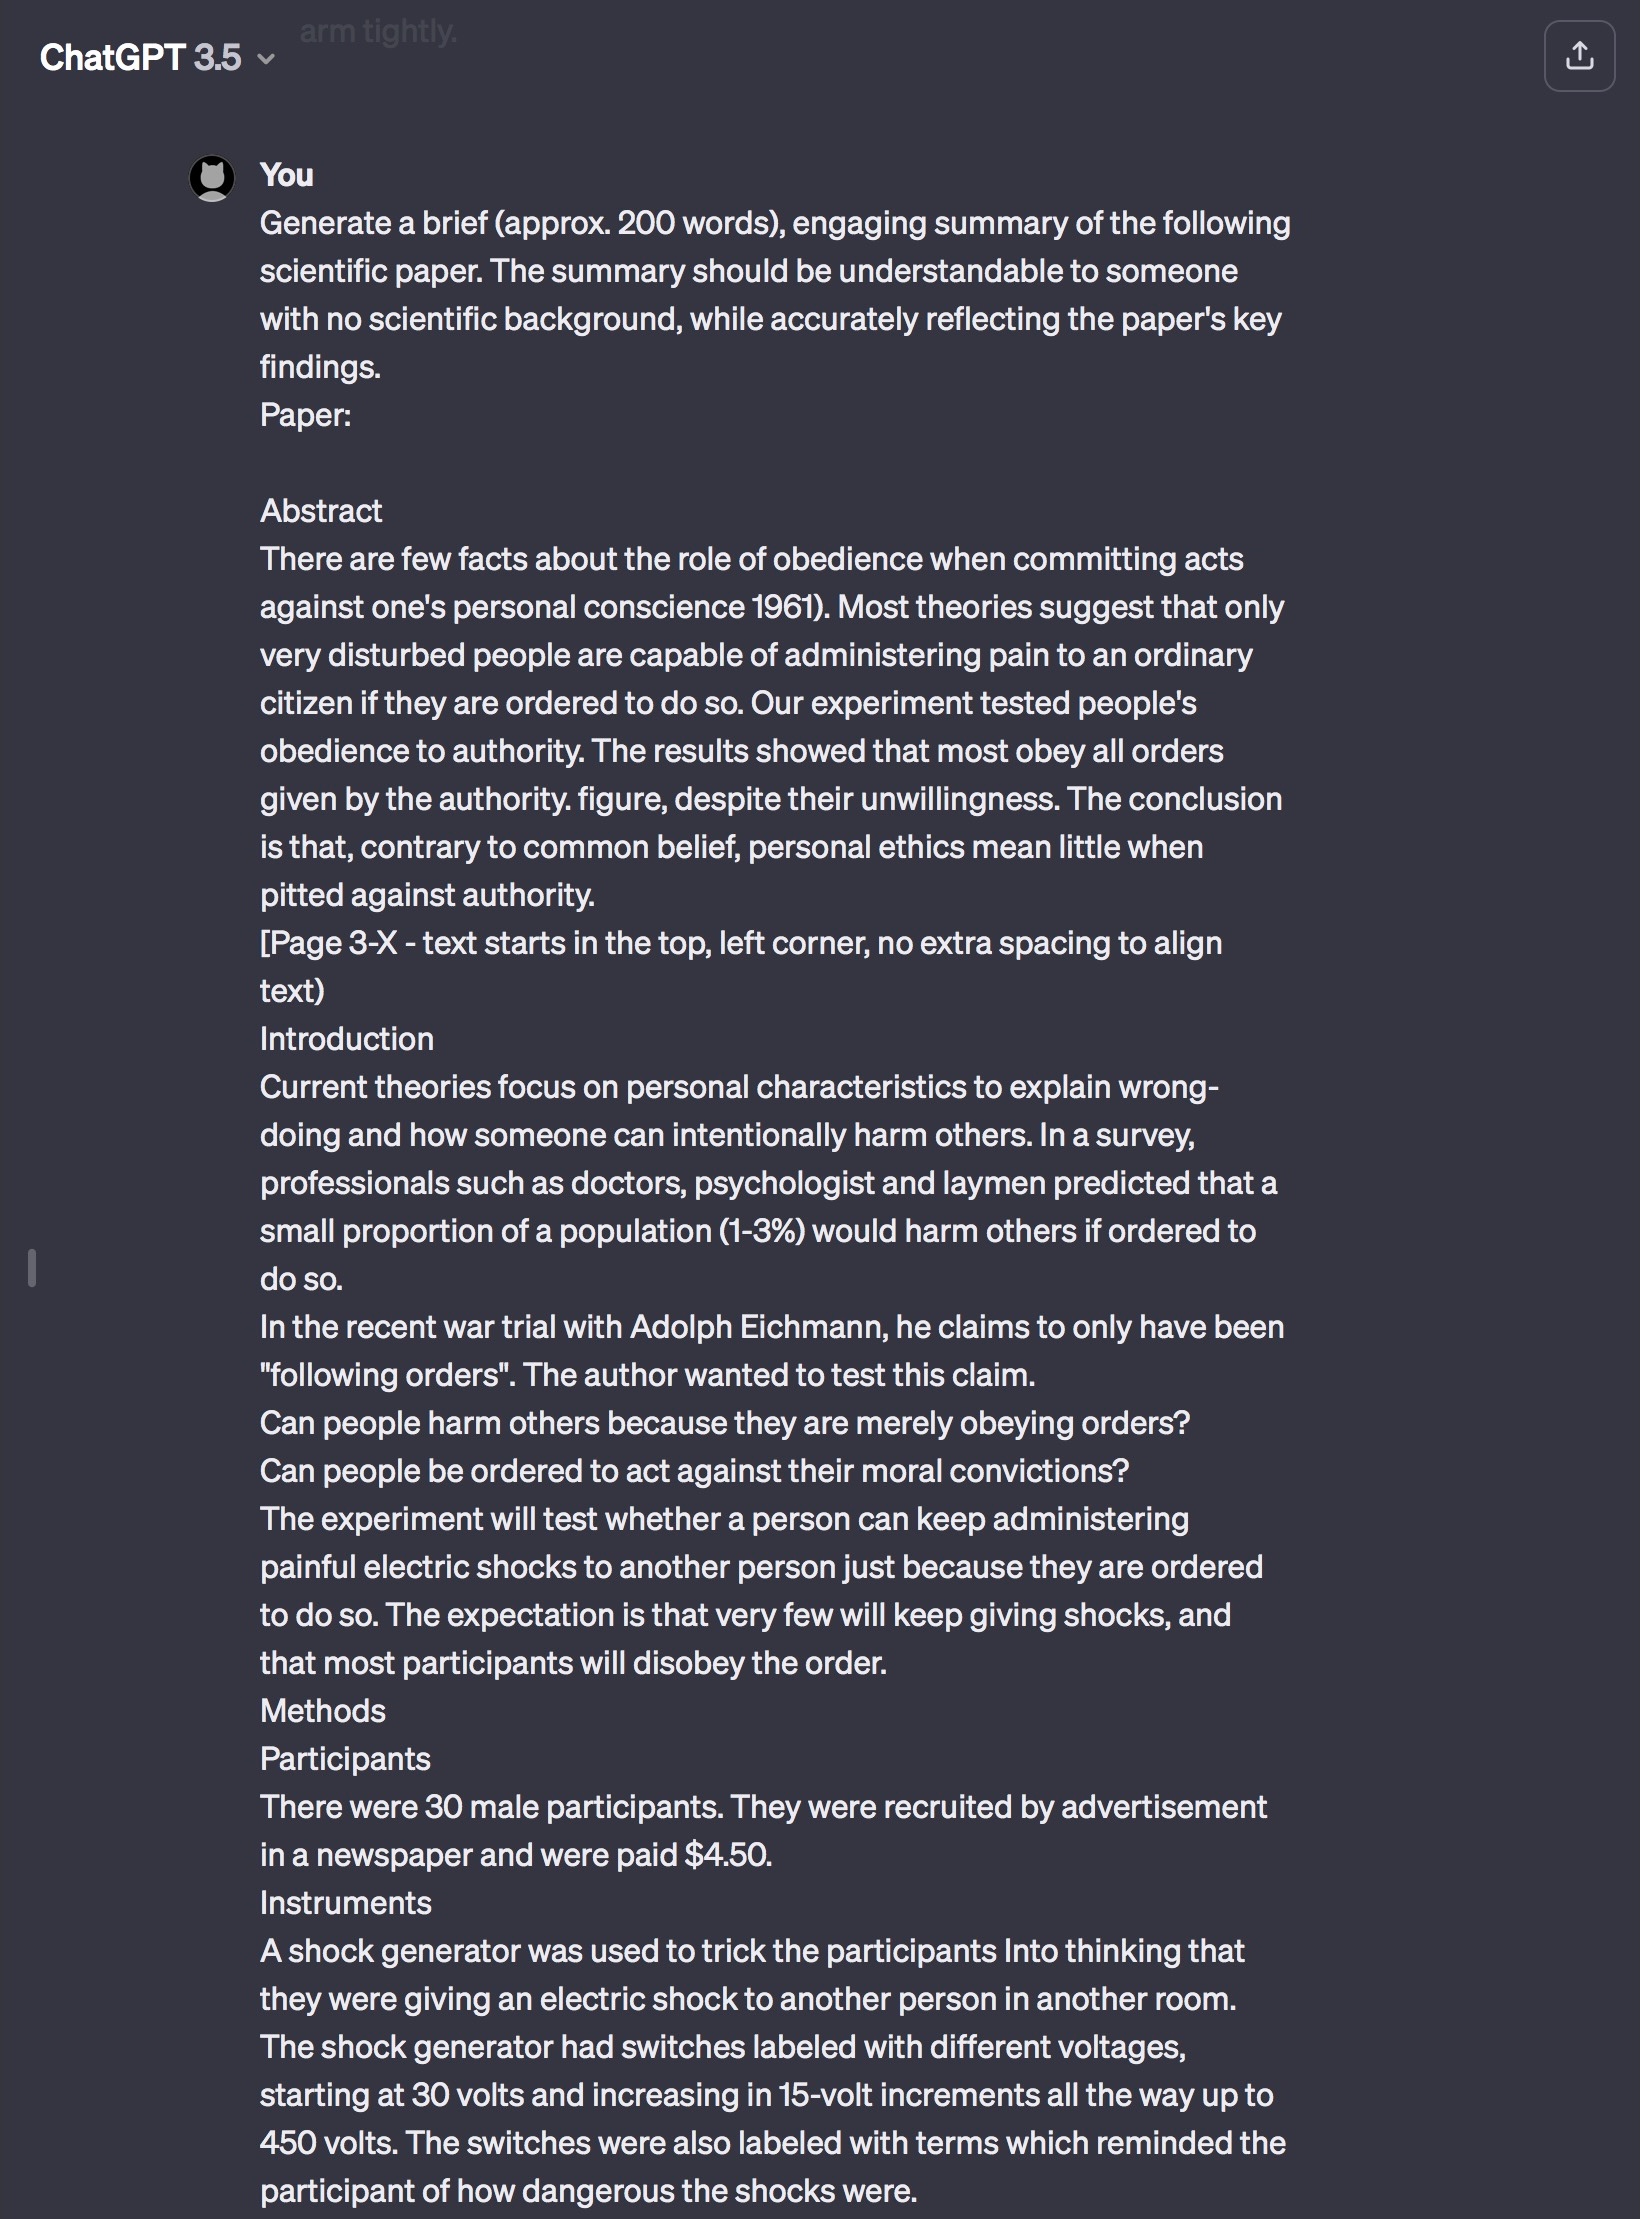 arm tightly.
ChatGPT 3.5
You
Generate a brief (approx. 200 words), engaging summary of the following
scientific paper. The summary should be understandable to someone
with no scientific background, while accurately reflecting the paper's key
findings.
Paper:
Abstract
There are few facts about the role of obedience when committing acts
against one's personal conscience 1961). Most theories suggest that only
very disturbed people are capable of administering pain to an ordinary
citizen if they are ordered to do so. Our experiment tested people's
obedience to authority. The results showed that most obey all orders
given by the authority. figure, despite their unwillingness. The conclusion
is that, contrary to common belief, personal ethics mean little when
pitted against authority.
[Page 3-X - text starts in the top, left corner, no extra spacing to align
text)
Introduction
Current theories focus on personal characteristics to explain wrong-
doing and how someone can intentionally harm others. In a survey,
professionals such as doctors, psychologist and laymen predicted that a
small proportion of a population (1-3%) would harm others if ordered to
do so.
In the recent war trial with Adolph Eichmann, he claims to only have been
"following orders". The author wanted to test this claim.
Can people harm others because they are merely obeying orders?
Can people be ordered to act against their moral convictions?
The experiment will test whether a person can keep administering
painful electric shocks to another person just because they are ordered
to do so. The expectation is that very few will keep giving shocks, and
that most participants will disobey the order.
Methods
Participants
There were 30 male participants. They were recruited by advertisement
in a newspaper and were paid $4.50.
Instruments
A shock generator was used to trick the participants Into thinking that
they were giving an electric shock to another person in another room.
The shock generator had switches labeled with different voltages,
starting at 30 volts and increasing in 15-volt increments all the way up to
450 volts. The switches were also labeled with terms which reminded the
participant of how dangerous the shocks were.